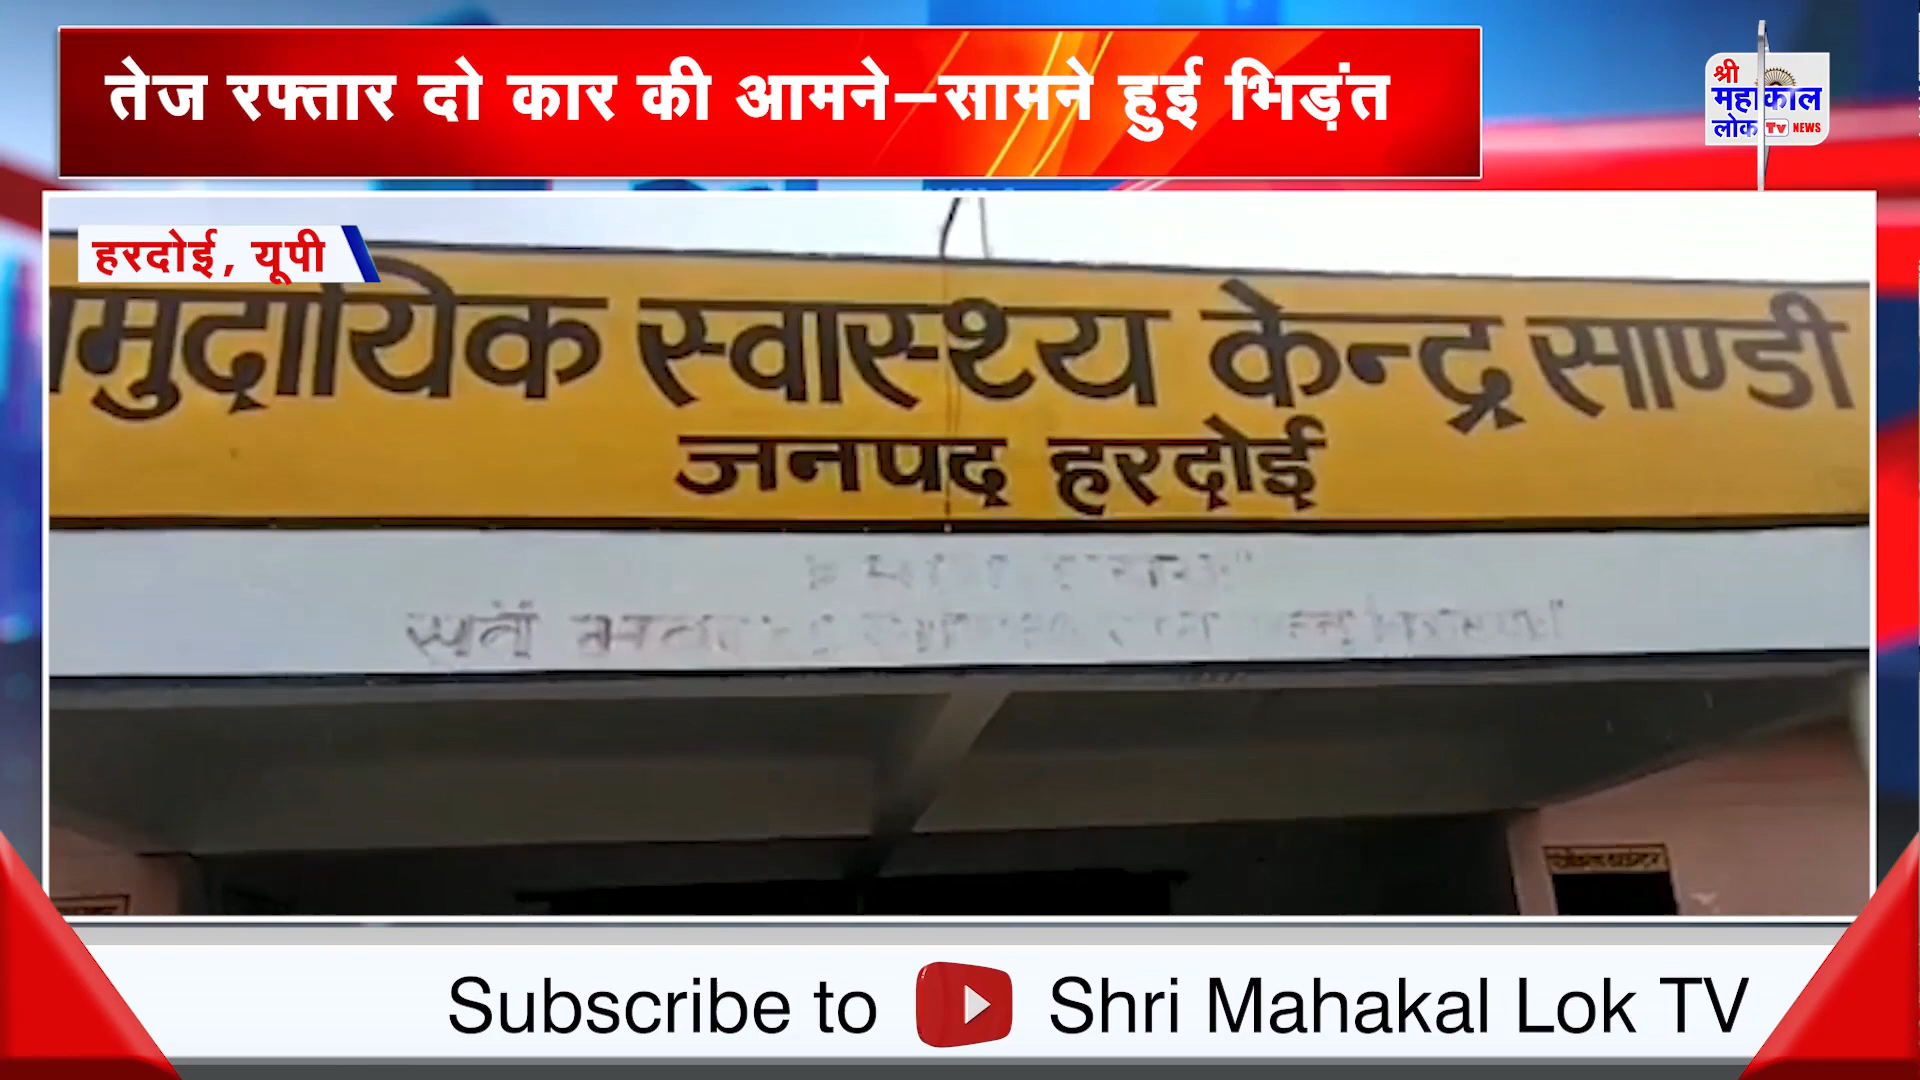 तेज रफ्तार दो कार की आमने-सामने हुई भिड़ंत
श्री
महाकाल
लोक Tv NEWS
हरदोई, यूपी
मुद्रायिक स्वास्थ्य केन्द्र साण्डी
जनपद हरदोई
Subscribe to Shri Mahakal Lok TV